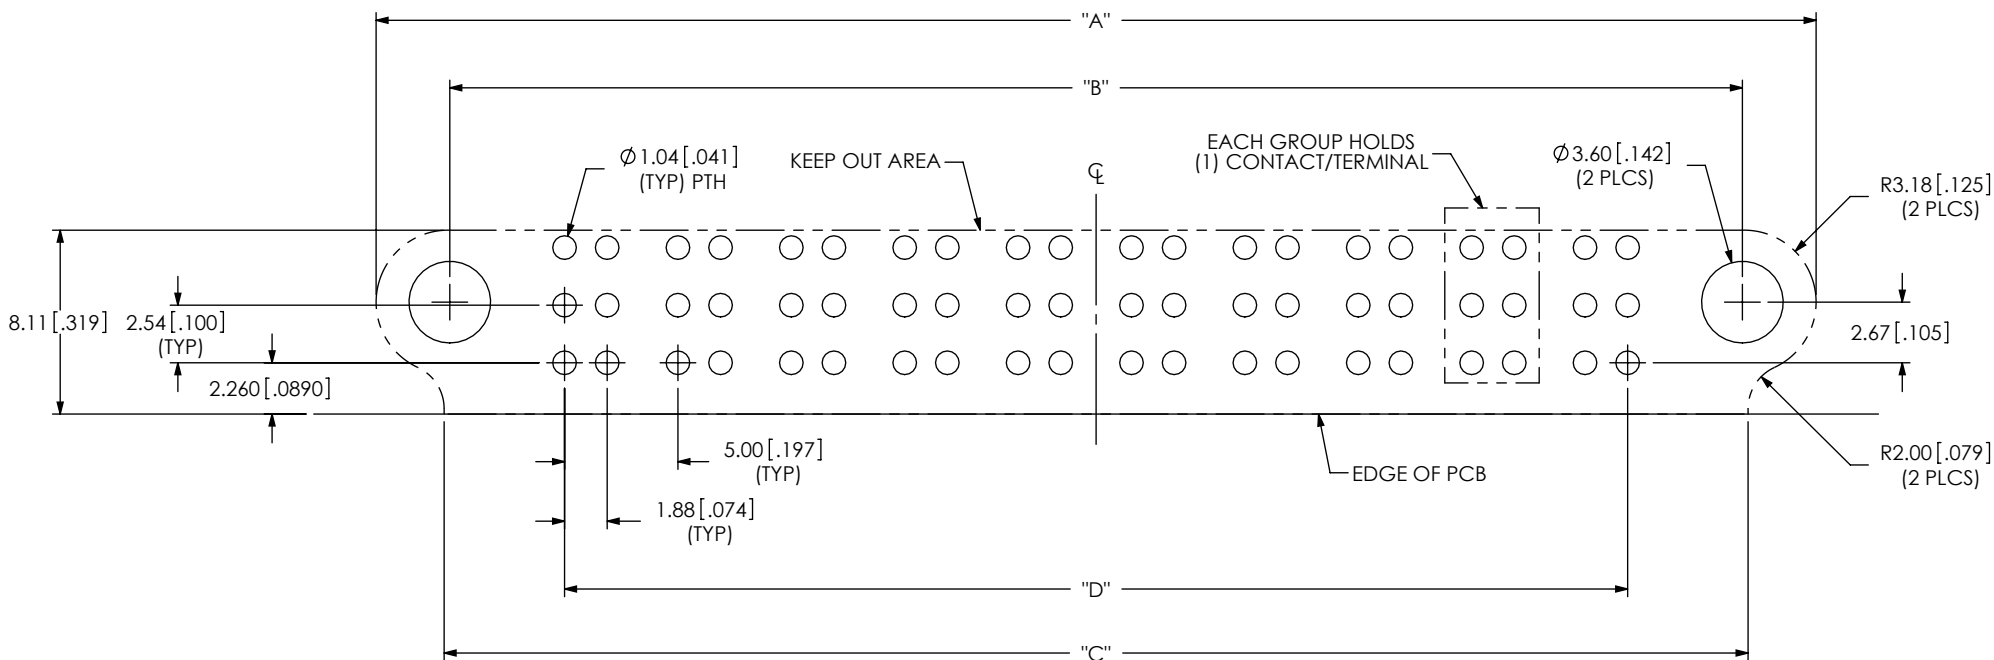 "A"
"B"
EACH GROUP HOLDS
(1) CONTACT/TERMINAL
Ø1.04[.041]
(TYP) PTH
KEEP OUT AREA
℄
Ø3.60[.142]
(2 PLCS)
R3.18[.125]
(2 PLCS)
8.11[.319]
2.54[.100]
(TYP)
2.67[.105]
2.260[.0890]
5.00[.197]
(TYP)
EDGE OF PCB
R2.00[.079]
(2 PLCS)
1.88[.074]
(TYP)
"D"
"C"